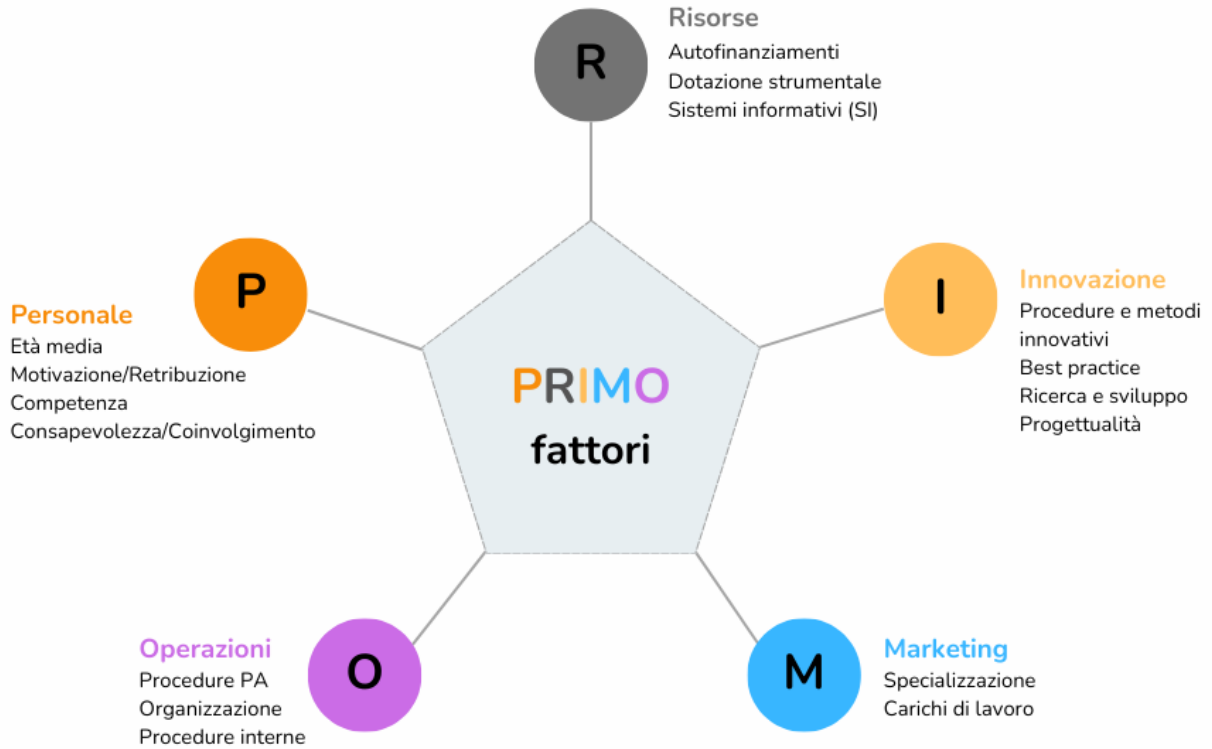 R
Risorse
Autofinanziamenti
Dotazione strumentale
Sistemi informativi (SI)
P
Personale
Età media
Motivazione/Retribuzione
Competenza
Consapevolezza/Coinvolgimento
I
Innovazione
Procedure e metodi
innovativi
Best practice
Ricerca e sviluppo
Progettualità
PRIMO
fattori
O
Operazioni
Procedure PA
Organizzazione
Procedure interne
M
Marketing
Specializzazione
Carichi di lavoro